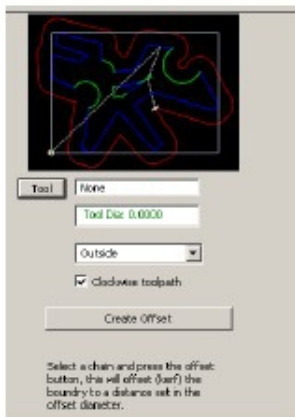 Tool None
Tool Dia: 0.0000
Outside
Clockwise toolpath
Create Offset
Select a chain and press the offset
button, this will offset (kerf) the
boundry to a distance set in the
offset diameter.